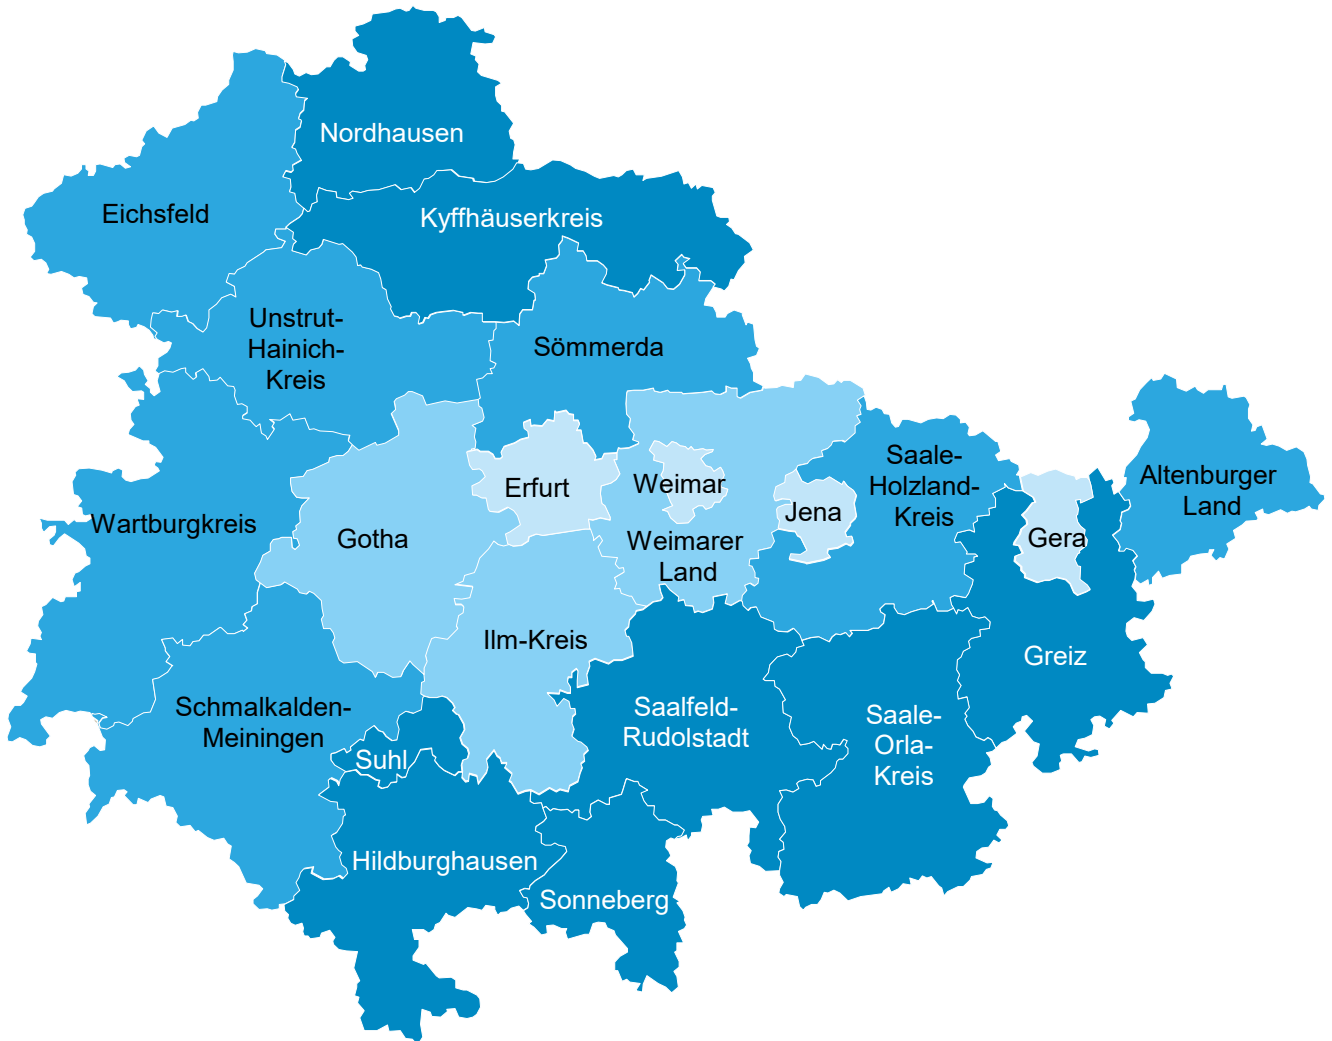 Nordhausen
Eichsfeld
Kyffhäuserkreis
Unstrut-
Hainich-
Kreis
Sömmerda
Saale-
Holzland-
Kreis
Altenburger
Land
Erfurt
Weimar
Jena
Wartburgkreis
Gotha
Weimarer
Land
Gera
Ilm-Kreis
Greiz
Schmalkalden-
Meiningen
Saalfeld-
Rudolstadt
Saale-
Orla-
Kreis
Suhl
Hildburghausen
Sonneberg